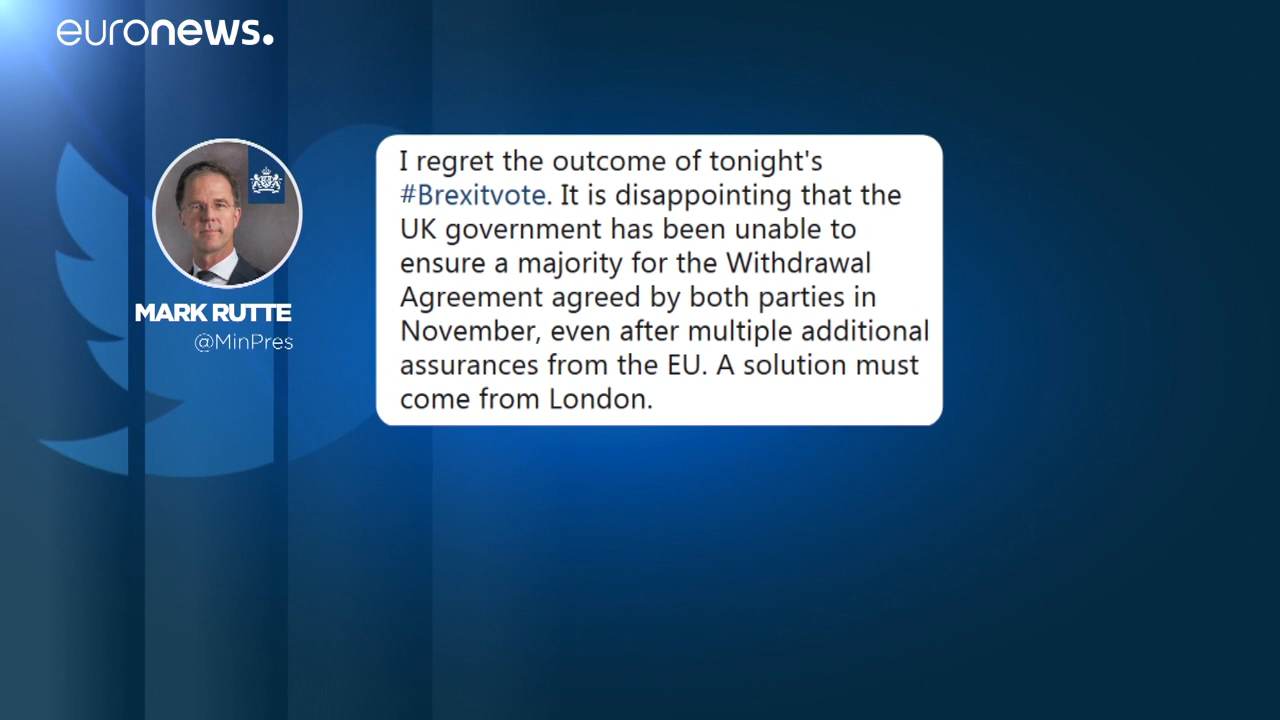 euronews.
MARK RUTTE
@MinPres
I regret the outcome of tonight's
#Brexitvote. It is disappointing that the
UK government has been unable to
ensure a majority for the Withdrawal
Agreement agreed by both parties in
November, even after multiple additional
assurances from the EU. A solution must
come from London.